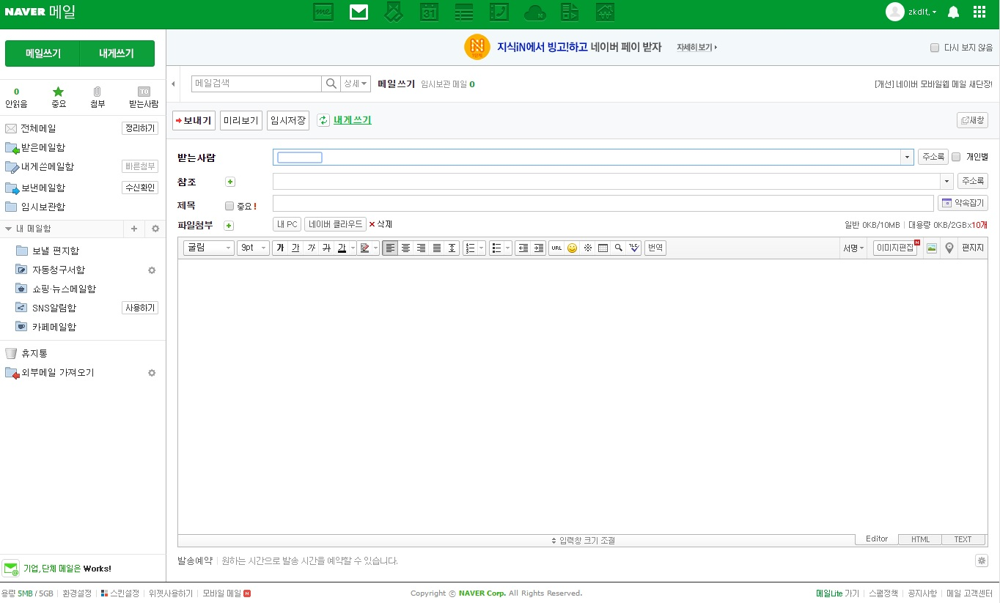 NAVER 메일
me 31 N
zkdlf..
메일쓰기 내게쓰기
지식iN에서 빙고!하고 네이버 페이 받자 자세히보기
다시 보지 않음
메일검색 상세 메일쓰기 임시보관 메일 0
[개선] 네이버 모바일웹 메일 새단장!
0 TO
안읽음 중요 첨부 받는사람
보내기 미리보기 임시저장 내게쓰기 새창
전체메일 정리하기
받은메일함
내게쓴메일함 빠른첨부
보낸메일함 수신확인
임시보관함
내 메일함
보낼 편지함
자동청구서함
쇼핑·뉴스메일함
SNS알림함 사용하기
카페메일함
휴지통
외부메일 가져오기
받는사람 주소록 개인별
참조 주소록
제목 중요! 약속잡기
파일첨부 내 PC 네이버 클라우드 삭제
일반 0KB/10MB 대용량 0KB/2GBx10개
굴림 9pt 가 가 가 가 가 URL 번역 서명 이미지편집 N 편지지
입력창 크기 조절
Editor HTML TEXT
발송예약 원하는 시간으로 발송 시간을 예약할 수 있습니다.
기업,단체 메일은 Works!
용량 5MB / 5GB 환경설정 스킨설정 위젯사용하기 모바일 메일 N
Copyright © NAVER Corp. All Rights Reserved.
메일Lite 가기 스팸정책 공지사항 메일 고객센터